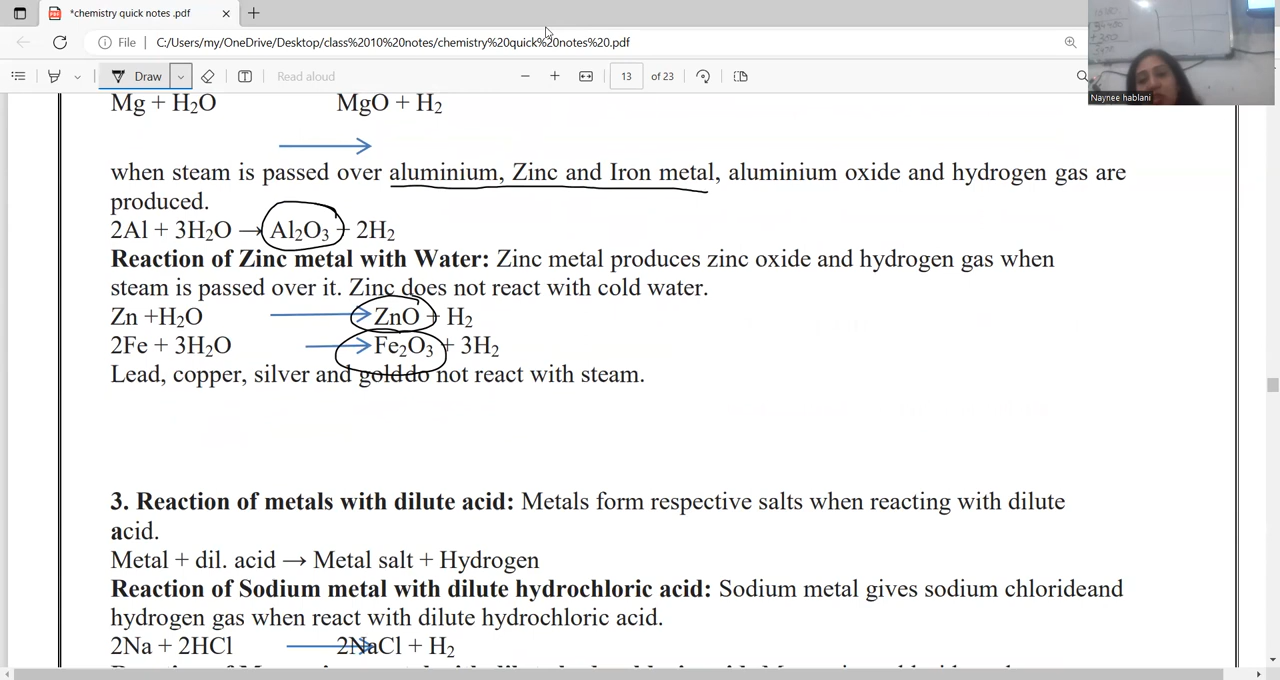 *chemistry quick notes .pdf
File
C:/Users/my/OneDrive/Desktop/class%2010%20notes/chemistry%20quick%20notes%20.pdf
Draw
Read aloud
13
of 23
Naynee hablani
Mg + H₂O MgO + H₂
when steam is passed over aluminium, Zinc and Iron metal, aluminium oxide and hydrogen gas are
produced.
2Al + 3H₂O → Al₂O₃ + 2H₂
Reaction of Zinc metal with Water: Zinc metal produces zinc oxide and hydrogen gas when
steam is passed over it. Zinc does not react with cold water.
Zn +H₂O → ZnO + H₂
2Fe + 3H₂O → Fe₂O₃ + 3H₂
Lead, copper, silver and golddo not react with steam.
3. Reaction of metals with dilute acid: Metals form respective salts when reacting with dilute
acid.
Metal + dil. acid → Metal salt + Hydrogen
Reaction of Sodium metal with dilute hydrochloric acid: Sodium metal gives sodium chlorideand
hydrogen gas when react with dilute hydrochloric acid.
2Na + 2HCl → 2NaCl + H₂